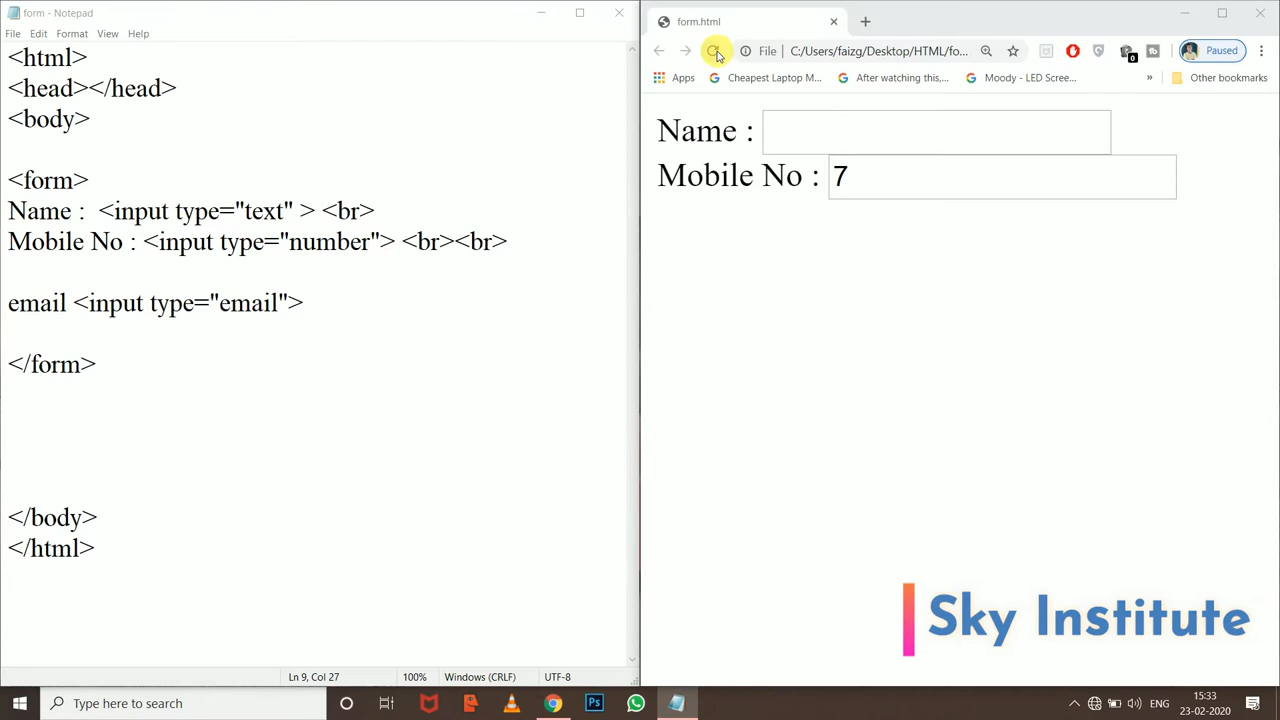 form - Notepad
File Edit Format View Help
<html>
<head></head>
<body>
<form>
Name :  <input type="text" > <br>
Mobile No : <input type="number"> <br><br>
email <input type="email">
</form>
</body>
</html>
Ln 9, Col 27 100% Windows (CRLF) UTF-8
form.html
File C:/Users/faizg/Desktop/HTML/fo... Paused
Apps Cheapest Laptop M... After watching this,... Moody - LED Scree... » Other bookmarks
Name :
Mobile No : 7
Sky Institute
Type here to search
Ps
ENG
15:33
23-02-2020